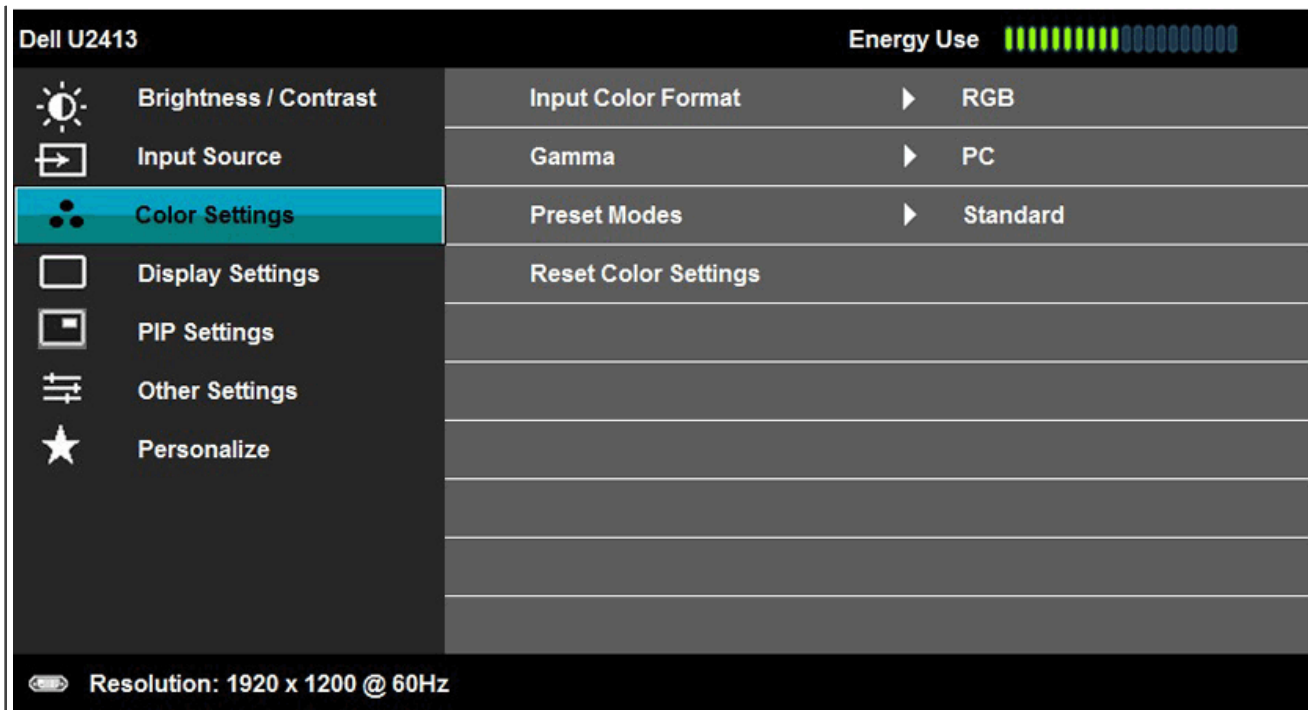 Dell U2413 Energy Use
Brightness / Contrast Input Color Format RGB
Input Source Gamma PC
Color Settings Preset Modes Standard
Display Settings Reset Color Settings
PIP Settings
Other Settings
Personalize
Resolution: 1920 x 1200 @ 60Hz